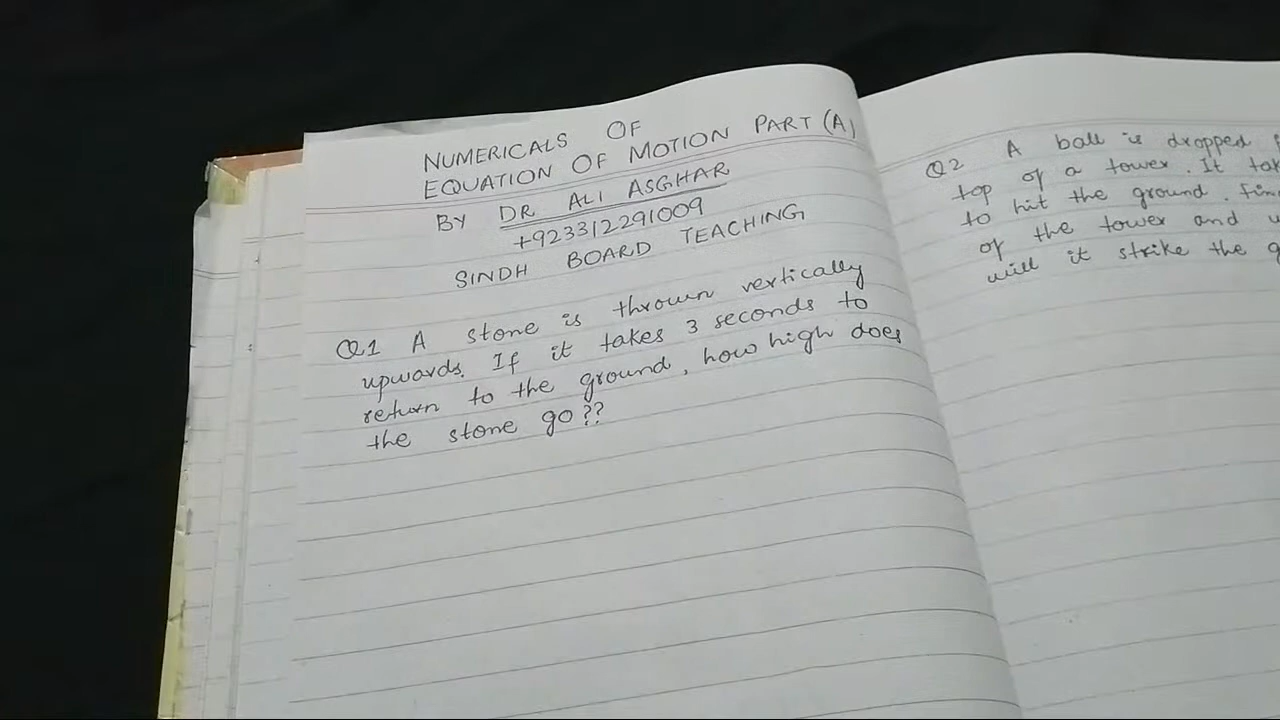 NUMERICALS OF
EQUATION OF MOTION PART (A)
BY DR ALI ASGHAR
+923312291009
SINDH BOARD TEACHING
Q1 A stone is thrown vertically
upwards. If it takes 3 seconds to
return to the ground, how high does
the stone go??
Q2 A ball is dropped
top of a tower. It
to hit the ground.
of the tower and
will it strike the